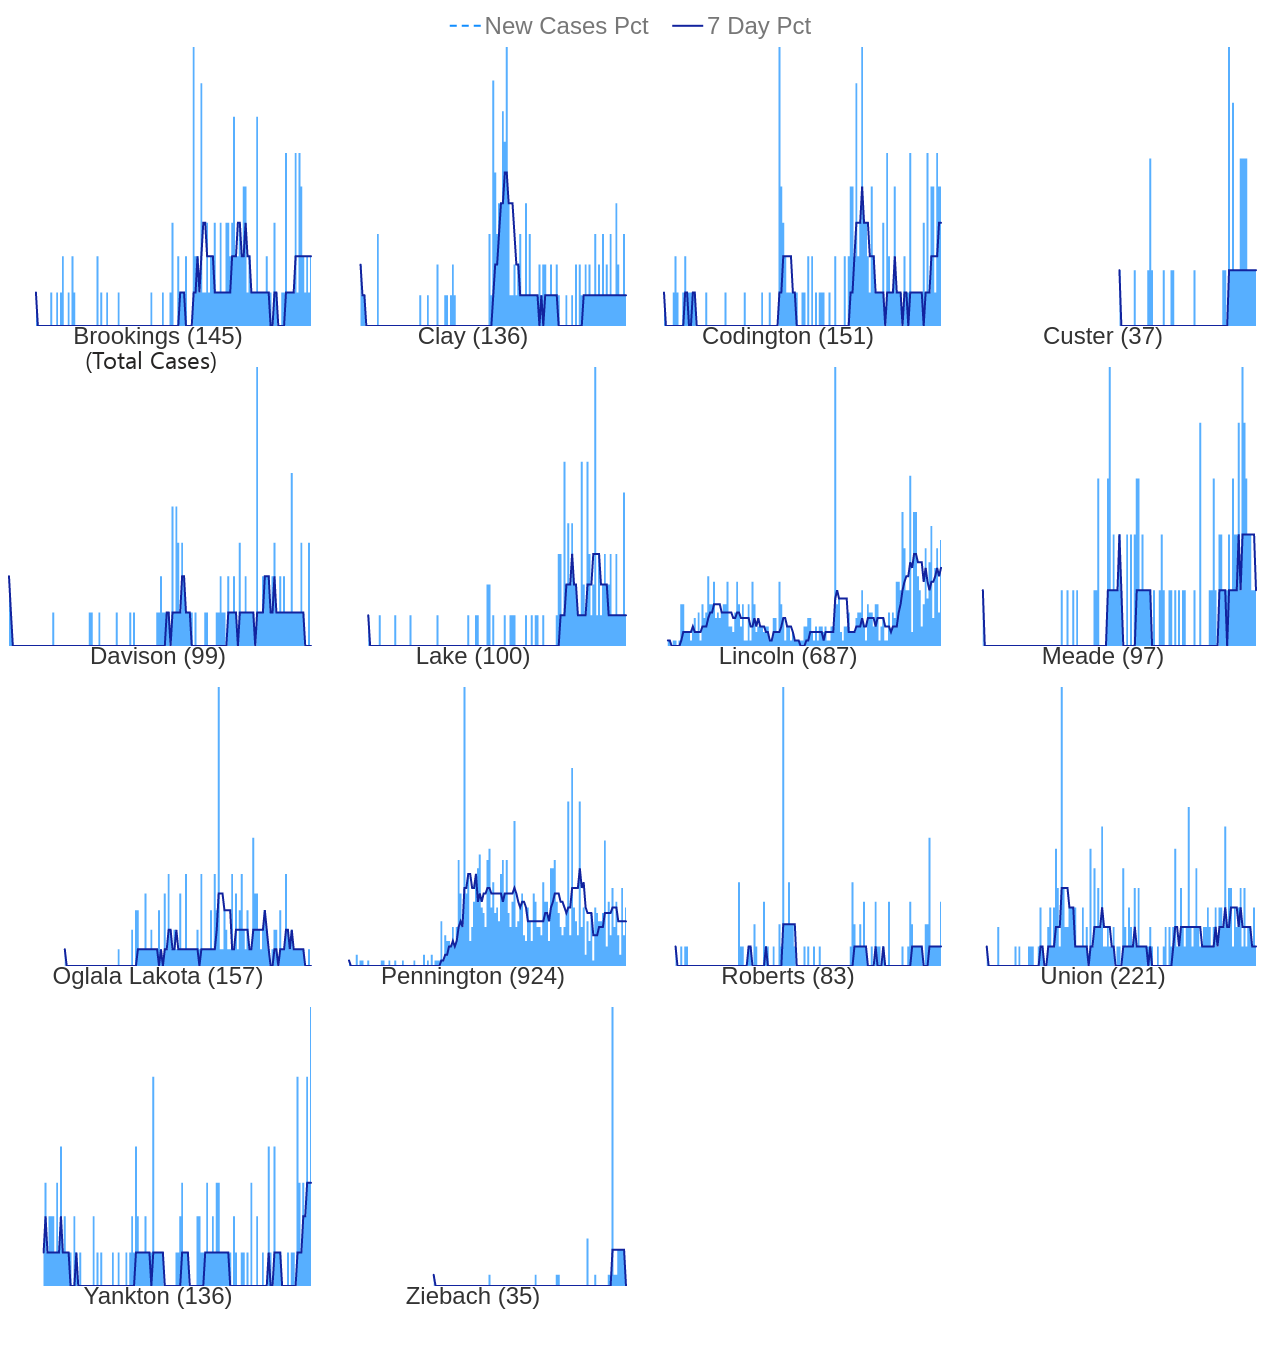 New Cases Pct 7 Day Pct
Brookings (145) Clay (136) Codington (151) Custer (37)
(Total Cases)
Davison (99) Lake (100) Lincoln (687) Meade (97)
Oglala Lakota (157) Pennington (924) Roberts (83) Union (221)
Yankton (136) Ziebach (35)